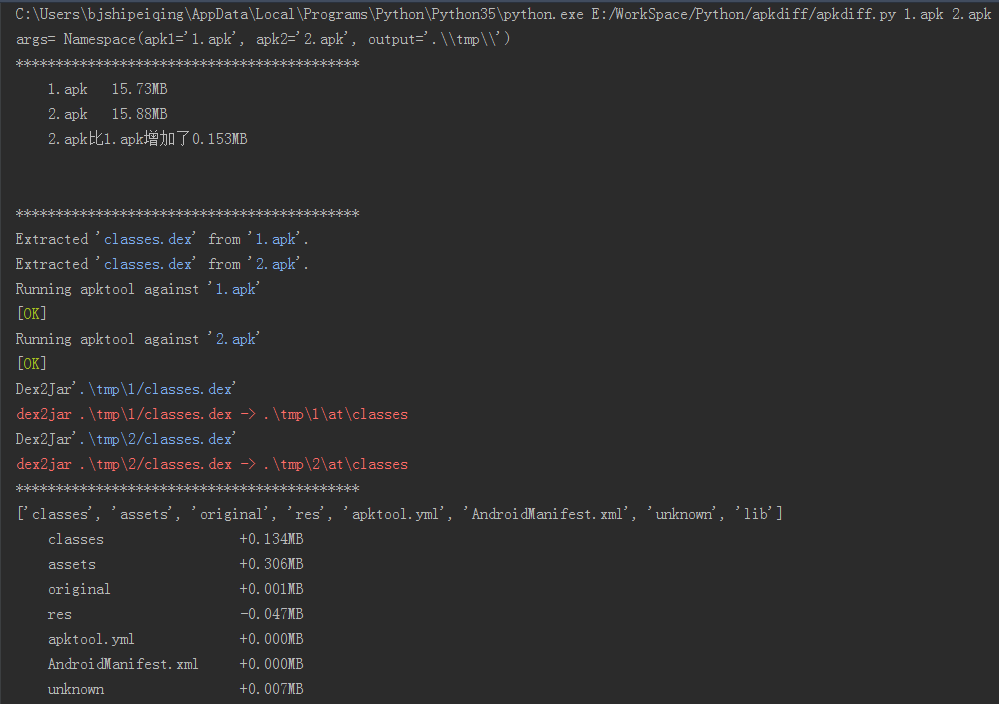 C:\Users\bjshipeiqing\AppData\Local\Programs\Python\Python35\python.exe E:/WorkSpace/Python/apkdiff/apkdiff.py 1.apk 2.apk
args= Namespace(apk1='1.apk', apk2='2.apk', output='.\\tmp\\')
*******************************************
1.apk 15.73MB
2.apk 15.88MB
2.apk比1.apk增加了0.153MB
*******************************************
Extracted 'classes.dex' from '1.apk'.
Extracted 'classes.dex' from '2.apk'.
Running apktool against '1.apk'
[OK]
Running apktool against '2.apk'
[OK]
Dex2Jar'.\tmp\1/classes.dex'
dex2jar .\tmp\1/classes.dex -> .\tmp\1\at\classes
Dex2Jar'.\tmp\2/classes.dex'
dex2jar .\tmp\2/classes.dex -> .\tmp\2\at\classes
*******************************************
['classes', 'assets', 'original', 'res', 'apktool.yml', 'AndroidManifest.xml', 'unknown', 'lib']
classes +0.134MB
assets +0.306MB
original +0.001MB
res -0.047MB
apktool.yml +0.000MB
AndroidManifest.xml +0.000MB
unknown +0.007MB